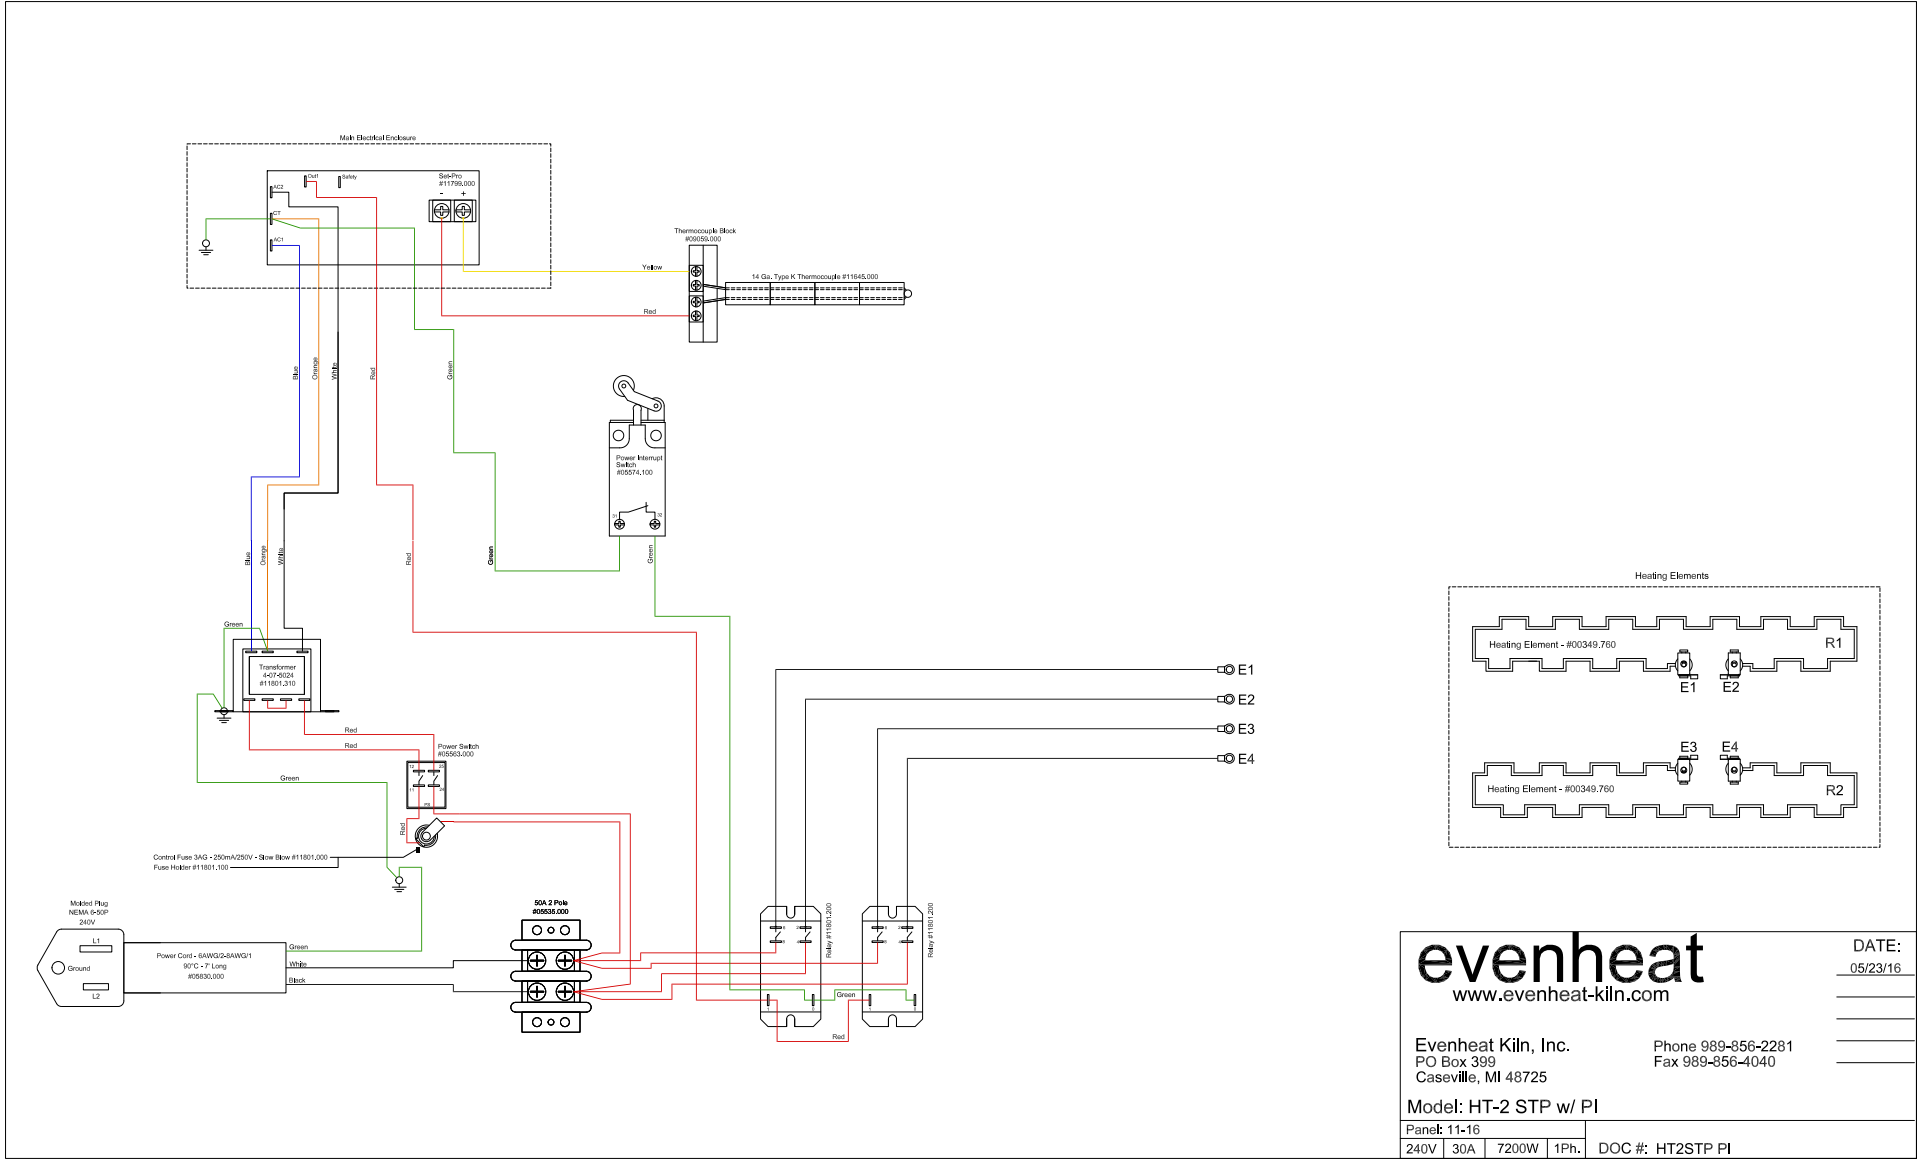 Main Electrical Enclosure
Out1
Safety
AC2
CT
AC1
Set-Pro
#11799.000
- +
Thermocouple Block
#09059.000
Yellow
Red
14 Ga. Type K Thermocouple #11645.000
Blue
Orange
White
Red
Green
Power Interrupt
Switch
#05574.100
31
32
Blue
Orange
White
Red
Green
Green
Green
Transformer
4-07-5024
#11801.310
Red
Red
Green
Power Switch
#05563.000
Red
Control Fuse 3AG - 250mA/250V - Slow Blow #11801.000
Fuse Holder #11801.100
Molded Plug
NEMA 6-50P
240V
L1
Ground
L2
Power Cord - 6AWG/2-8AWG/1
90°C - 7' Long
#05830.000
Green
White
Black
50A 2 Pole
#05535.000
Relay #11801.200
Relay #11801.200
Green
Red
E1
E2
E3
E4
Heating Elements
Heating Element - #00349.760
R1
E1
E2
E3
E4
Heating Element - #00349.760
R2
evenheat
www.evenheat-kiln.com
DATE:
05/23/16
Evenheat Kiln, Inc.
PO Box 399
Caseville, MI 48725
Phone 989-856-2281
Fax 989-856-4040
Model: HT-2 STP w/ PI
Panel: 11-16
240V 30A 7200W 1Ph.
DOC #: HT2STP PI